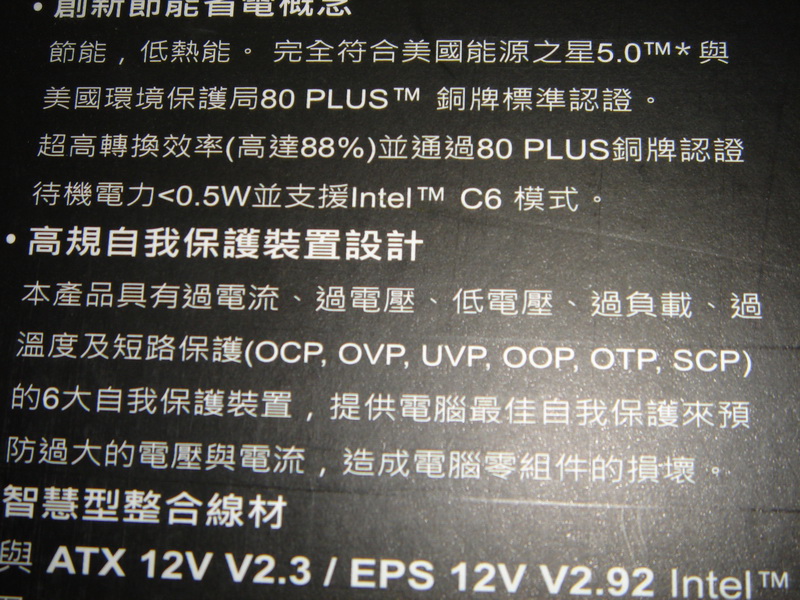 • 創新節能省電概念
節能，低熱能。 完全符合美國能源之星5.0™* 與
美國環境保護局80 PLUS™ 銅牌標準認證。
超高轉換效率(高達88%)並通過80 PLUS銅牌認證
待機電力<0.5W並支援Intel™ C6 模式。
• 高規自我保護裝置設計
本產品具有過電流、過電壓、低電壓、過負載、過
溫度及短路保護(OCP, OVP, UVP, OOP, OTP, SCP)
的6大自我保護裝置，提供電腦最佳自我保護來預
防過大的電壓與電流，造成電腦零組件的損壞。
智慧型整合線材
與 ATX 12V V2.3 / EPS 12V V2.92 Intel™